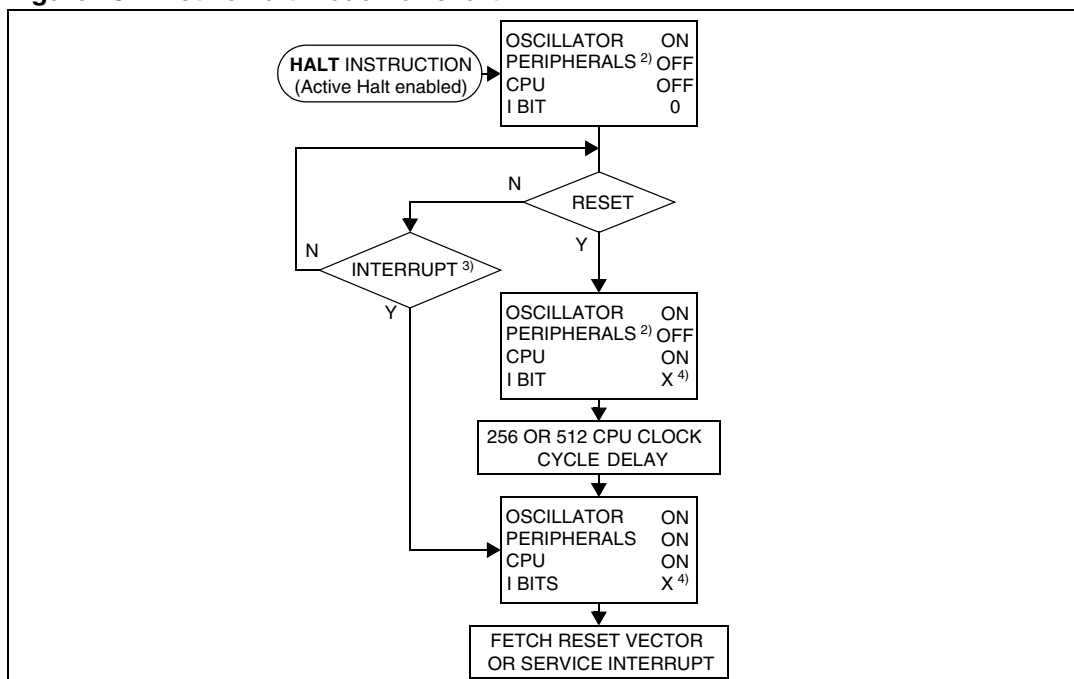 HALT INSTRUCTION
(Active Halt enabled)
OSCILLATOR ON
PERIPHERALS 2) OFF
CPU OFF
I BIT 0
N
RESET
Y
N
INTERRUPT 3)
Y
OSCILLATOR ON
PERIPHERALS 2) OFF
CPU ON
I BIT X 4)
256 OR 512 CPU CLOCK
CYCLE DELAY
OSCILLATOR ON
PERIPHERALS ON
CPU ON
I BITS X 4)
FETCH RESET VECTOR
OR SERVICE INTERRUPT